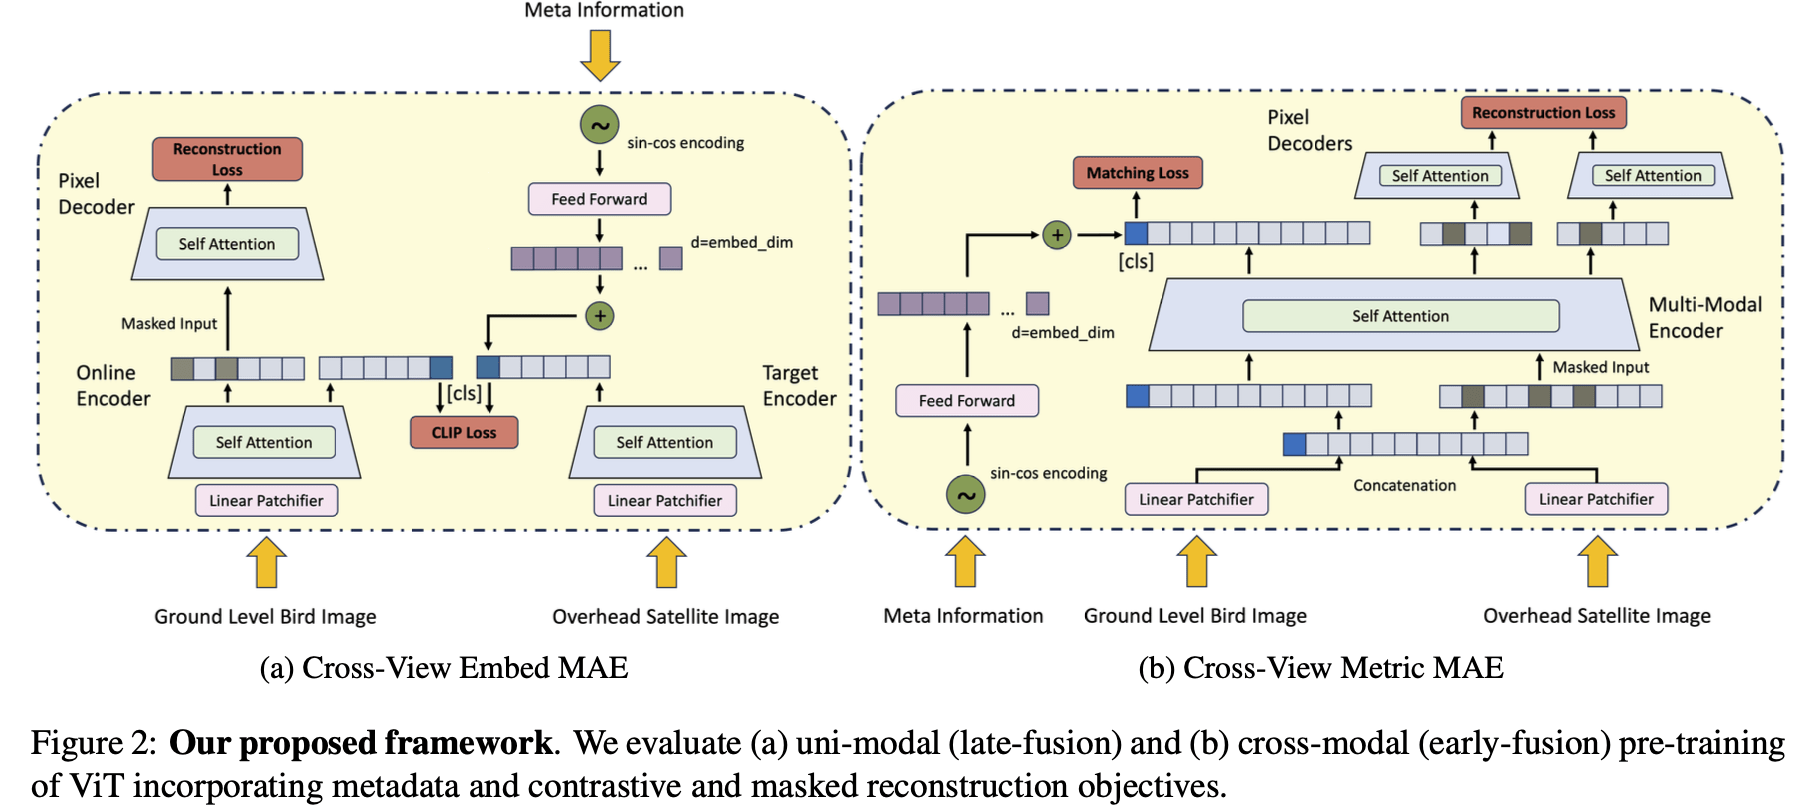 Meta Information
~
sin-cos encoding
Reconstruction
Loss
Pixel
Decoder
Feed Forward
Self Attention
d=embed_dim
...
+
Masked Input
Online
Encoder
[cls]
Target
Encoder
CLIP Loss
Self Attention
Self Attention
Linear Patchifier
Linear Patchifier
Ground Level Bird Image
Overhead Satellite Image
(a) Cross-View Embed MAE
Pixel
Decoders
Reconstruction Loss
Matching Loss
Self Attention
Self Attention
+
[cls]
...
d=embed_dim
Self Attention
Multi-Modal
Encoder
Masked Input
Feed Forward
sin-cos encoding
~
Concatenation
Linear Patchifier
Linear Patchifier
Meta Information
Ground Level Bird Image
Overhead Satellite Image
(b) Cross-View Metric MAE
Figure 2: Our proposed framework. We evaluate (a) uni-modal (late-fusion) and (b) cross-modal (early-fusion) pre-training
of ViT incorporating metadata and contrastive and masked reconstruction objectives.